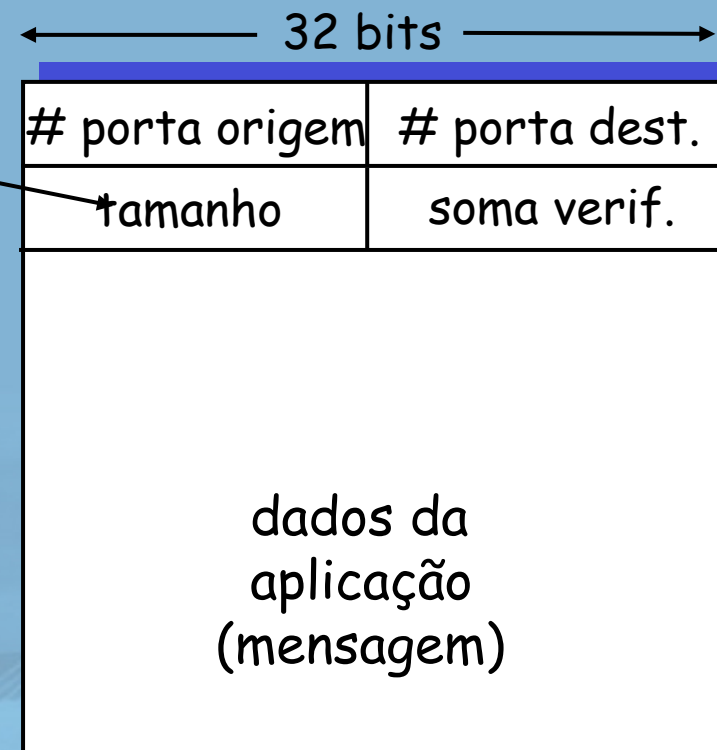 32 bits
# porta origem # porta dest.
tamanho soma verif.
dados da
aplicação
(mensagem)